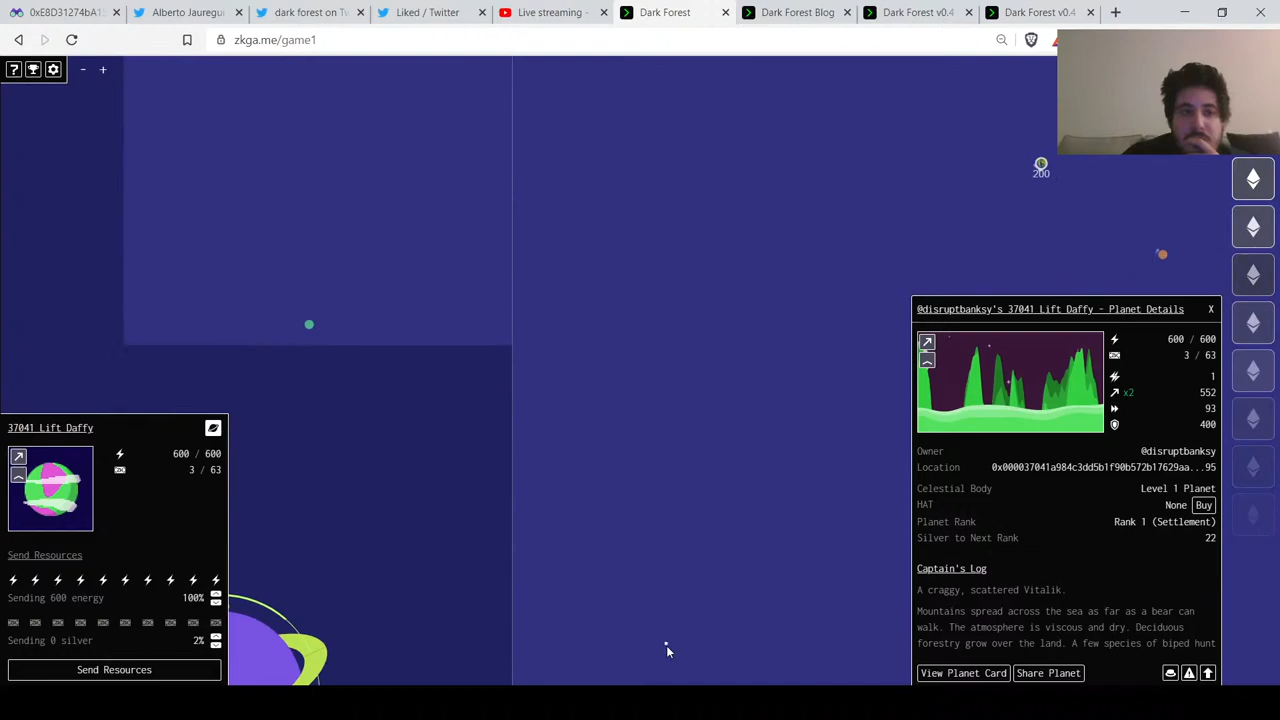 0xE8D31274bA1
Alberto Jauregui
dark forest on Tw
Liked / Twitter
Live streaming -
Dark Forest
Dark Forest Blog
Dark Forest v0.4
Dark Forest v0.4
zkga.me/game1
? - +
200
@disruptbanksy's 37041 Lift Daffy - Planet Details X
600 / 600
3 / 63
1
x2 552
93
400
Owner @disruptbanksy
Location 0x000037041a984c3dd5b1f90b572b17629aa...95
Celestial Body Level 1 Planet
HAT None Buy
Planet Rank Rank 1 (Settlement)
Silver to Next Rank 22
Captain's Log
A craggy, scattered Vitalik.
Mountains spread across the sea as far as a bear can
walk. The atmosphere is viscous and dry. Deciduous
forestry grow over the land. A few species of biped hunt
View Planet Card Share Planet
37041 Lift Daffy
600 / 600
3 / 63
Send Resources
Sending 600 energy 100%
Sending 0 silver 2%
Send Resources